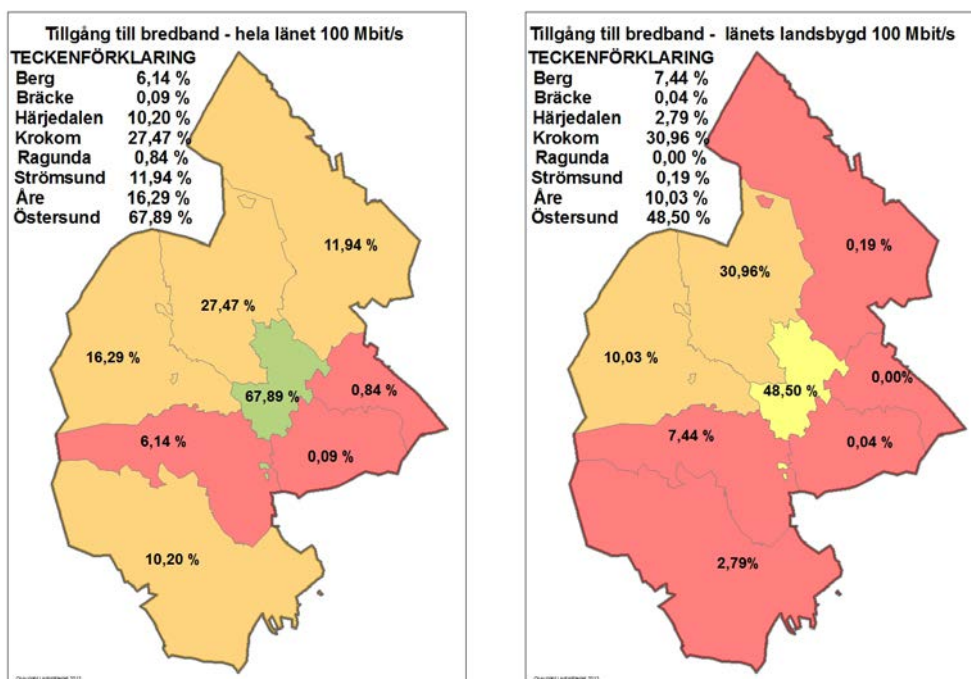 Tillgång till bredband - hela länet 100 Mbit/s
TECKENFÖRKLARING
Berg 6,14 %
Bräcke 0,09 %
Härjedalen 10,20 %
Krokom 27,47 %
Ragunda 0,84 %
Strömsund 11,94 %
Åre 16,29 %
Östersund 67,89 %
11,94 %
27,47 %
16,29 %
67,89 %
0,84 %
6,14 %
0,09 %
10,20 %
Tillgång till bredband - länets landsbygd 100 Mbit/s
TECKENFÖRKLARING
Berg 7,44 %
Bräcke 0,04 %
Härjedalen 2,79 %
Krokom 30,96 %
Ragunda 0,00 %
Strömsund 0,19 %
Åre 10,03 %
Östersund 48,50 %
0,19 %
30,96%
10,03 %
0,00%
48,50 %
7,44 %
0,04 %
2,79%